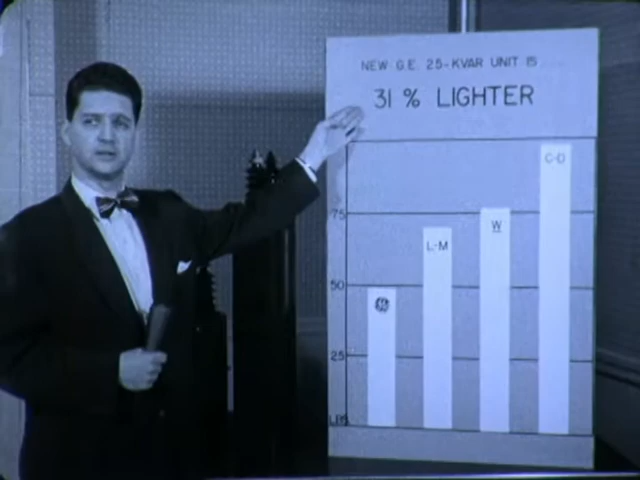 NEW G.E. 25-KVAR UNIT IS
31 % LIGHTER
C-D
75
W
L-M
50
GE
25
LBS